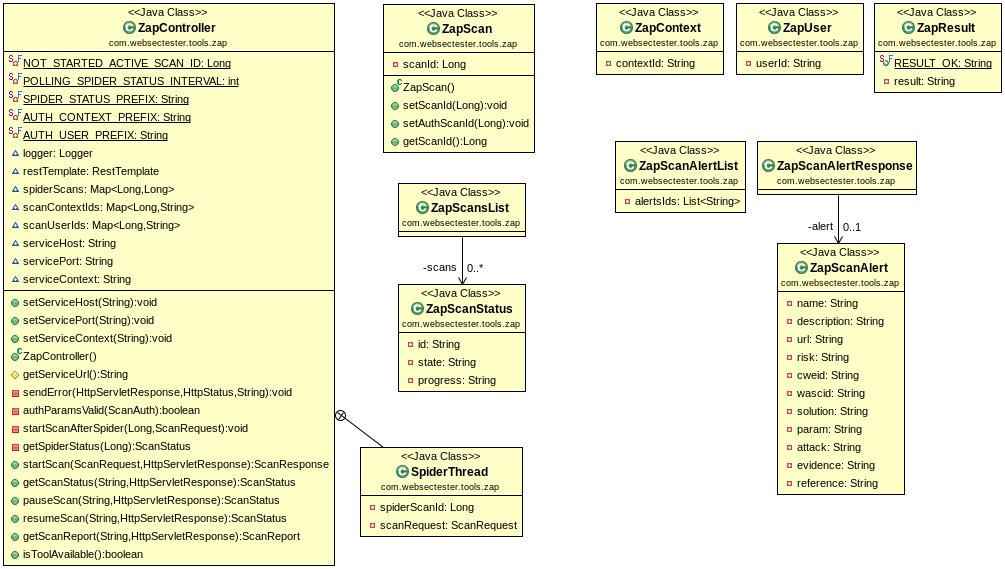 <<Java Class>>
ZapController
com.websectester.tools.zap
NOT_STARTED_ACTIVE_SCAN_ID: Long
POLLING_SPIDER_STATUS_INTERVAL: int
SPIDER_STATUS_PREFIX: String
AUTH_CONTEXT_PREFIX: String
AUTH_USER_PREFIX: String
logger: Logger
restTemplate: RestTemplate
spiderScans: Map<Long,Long>
scanContextIds: Map<Long,String>
scanUserIds: Map<Long,String>
serviceHost: String
servicePort: String
serviceContext: String
setServiceHost(String):void
setServicePort(String):void
setServiceContext(String):void
ZapController()
getServiceUrl():String
sendError(HttpServletResponse,HttpStatus,String):void
authParamsValid(ScanAuth):boolean
startScanAfterSpider(Long,ScanRequest):void
getSpiderStatus(Long):ScanStatus
startScan(ScanRequest,HttpServletResponse):ScanResponse
getScanStatus(String,HttpServletResponse):ScanStatus
pauseScan(String,HttpServletResponse):ScanStatus
resumeScan(String,HttpServletResponse):ScanStatus
getScanReport(String,HttpServletResponse):ScanReport
isToolAvailable():boolean
<<Java Class>>
ZapScan
com.websectester.tools.zap
scanId: Long
ZapScan()
setScanId(Long):void
setAuthScanId(Long):void
getScanId():Long
<<Java Class>>
ZapScansList
com.websectester.tools.zap
-scans 0..*
<<Java Class>>
ZapScanStatus
com.websectester.tools.zap
id: String
state: String
progress: String
<<Java Class>>
SpiderThread
com.websectester.tools.zap
spiderScanId: Long
scanRequest: ScanRequest
<<Java Class>>
ZapContext
com.websectester.tools.zap
contextId: String
<<Java Class>>
ZapUser
com.websectester.tools.zap
userId: String
<<Java Class>>
ZapResult
com.websectester.tools.zap
RESULT_OK: String
result: String
<<Java Class>>
ZapScanAlertList
com.websectester.tools.zap
alertsIds: List<String>
<<Java Class>>
ZapScanAlertResponse
com.websectester.tools.zap
-alert 0..1
<<Java Class>>
ZapScanAlert
com.websectester.tools.zap
name: String
description: String
url: String
risk: String
cweid: String
wascid: String
solution: String
param: String
attack: String
evidence: String
reference: String